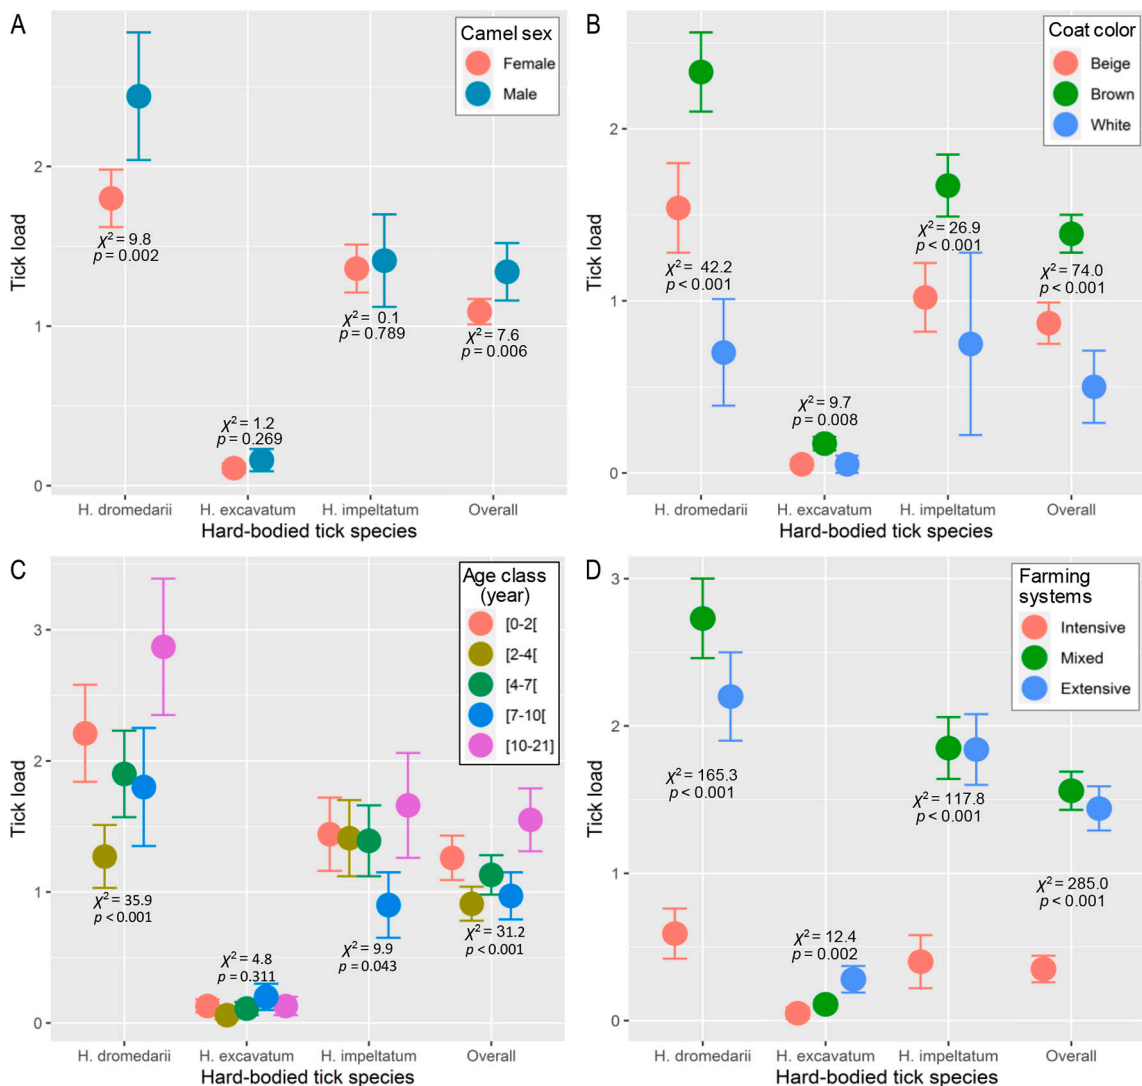 A
Camel sex
Female
Male
Tick load
2
1
0
χ² = 9.8
p = 0.002
χ² = 1.2
p = 0.269
χ² = 0.1
p = 0.789
χ² = 7.6
p = 0.006
H. dromedarii H. excavatum H. impeltatum Overall
Hard-bodied tick species
B
Coat color
Beige
Brown
White
Tick load
2
1
0
χ² = 42.2
p < 0.001
χ² = 9.7
p = 0.008
χ² = 26.9
p < 0.001
χ² = 74.0
p < 0.001
H. dromedarii H. excavatum H. impeltatum Overall
Hard-bodied tick species
C
Age class
(year)
[0-2[
[2-4[
[4-7[
[7-10[
[10-21]
Tick load
3
2
1
0
χ² = 35.9
p < 0.001
χ² = 4.8
p = 0.311
χ² = 9.9
p = 0.043
χ² = 31.2
p < 0.001
H. dromedarii H. excavatum H. impeltatum Overall
Hard-bodied tick species
D
Farming
systems
Intensive
Mixed
Extensive
Tick load
3
2
1
0
χ² = 165.3
p < 0.001
χ² = 12.4
p = 0.002
χ² = 117.8
p < 0.001
χ² = 285.0
p < 0.001
H. dromedarii H. excavatum H. impeltatum Overall
Hard-bodied tick species